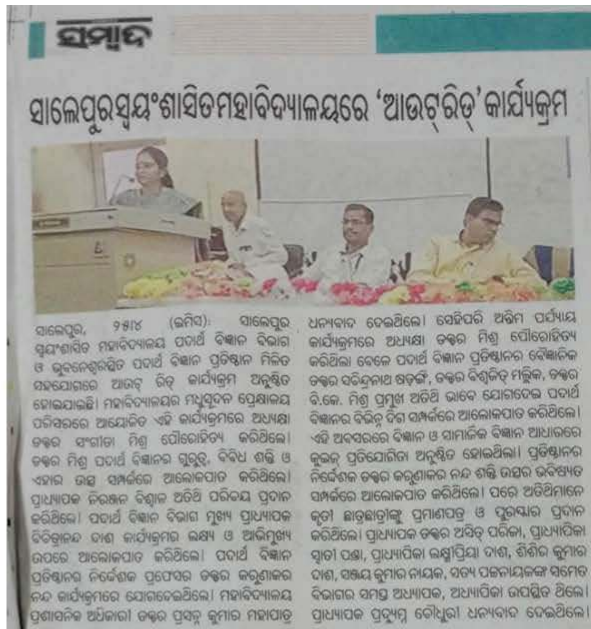 ସମ୍ବାଦ
ସାଲେପୁର ସ୍ୱୟଂଶାସିତ ମହାବିଦ୍ୟାଳୟରେ ‘ଆଉଟ୍‌ରିଚ୍’ କାର୍ଯ୍ୟକ୍ରମ
ସାଲେପୁର, ୨୫।୪ (ଇମିସ): ସାଲେପୁର
ସ୍ୱୟଂଶାସିତ ମହାବିଦ୍ୟାଳୟ ପଦାର୍ଥ ବିଜ୍ଞାନ ବିଭାଗ
ଓ ଭୁବନେଶ୍ୱରସ୍ଥିତ ପଦାର୍ଥ ବିଜ୍ଞାନ ପ୍ରତିଷ୍ଠାନ ମିଳିତ
ସହଯୋଗରେ ଆଉଟ୍ ରିଚ୍ କାର୍ଯ୍ୟକ୍ରମ ଅନୁଷ୍ଠିତ
ହୋଇଯାଇଛି। ମହାବିଦ୍ୟାଳୟର ମଧୁସୂଦନ ପ୍ରେକ୍ଷାଳୟ
ପରିସରରେ ଆୟୋଜିତ ଏହି କାର୍ଯ୍ୟକ୍ରମରେ ଅଧ୍ୟକ୍ଷା
ଡକ୍ଟର ସଂଗୀତା ମିଶ୍ର ପୌରୋହିତ୍ୟ କରିଥିଲେ।
ଡକ୍ଟର ମିଶ୍ର ପଦାର୍ଥ ବିଜ୍ଞାନର ଗୁରୁତ୍ୱ, ବିବିଧ ଶକ୍ତି ଓ
ଏହାର ଉତ୍ସ ସମ୍ପର୍କରେ ଆଲୋକପାତ କରିଥିଲେ।
ପ୍ରାଧ୍ୟାପକ ନିରଞ୍ଜନ ବିଶ୍ୱାଳ ଅତିଥି ପରିଚୟ ପ୍ରଦାନ
କରିଥିଲେ। ପଦାର୍ଥ ବିଜ୍ଞାନ ବିଭାଗ ମୁଖ୍ୟ ପ୍ରାଧ୍ୟାପକ
ବିଚିତ୍ରାନନ୍ଦ ଦାଶ କାର୍ଯ୍ୟକ୍ରମର ଲକ୍ଷ୍ୟ ଓ ଆଭିମୁଖ୍ୟ
ଉପରେ ଆଲୋକପାତ କରିଥିଲେ। ପଦାର୍ଥ ବିଜ୍ଞାନ
ପ୍ରତିଷ୍ଠାନର ନିର୍ଦ୍ଦେଶକ ପ୍ରଫେସର ଡକ୍ଟର କରୁଣାକର
ନନ୍ଦ କାର୍ଯ୍ୟକ୍ରମରେ ଯୋଗଦେଇଥିଲେ। ମହାବିଦ୍ୟାଳୟ
ପ୍ରଶାସନିକ ଅଧିକାରୀ ଡକ୍ଟର ପ୍ରସନ୍ନ କୁମାର ମହାପାତ୍ର
ଧନ୍ୟବାଦ ଦେଇଥିଲେ। ସେହିପରି ଅନ୍ତିମ ପର୍ଯ୍ୟାୟ
କାର୍ଯ୍ୟକ୍ରମରେ ଅଧ୍ୟକ୍ଷା ଡକ୍ଟର ମିଶ୍ର ପୌରୋହିତ୍ୟ
କରିଥିବା ବେଳେ ପଦାର୍ଥ ବିଜ୍ଞାନ ପ୍ରତିଷ୍ଠାନର ବୈଜ୍ଞାନିକ
ଡକ୍ଟର ସଚିନ୍ଦ୍ରନାଥ ଷଡ଼ଙ୍ଗୀ, ଡକ୍ଟର ବିଶ୍ୱଜିତ୍ ମଲ୍ଲିକ, ଡକ୍ଟର
ବି.କେ. ମିଶ୍ର ପ୍ରମୁଖ ଅତିଥି ଭାବେ ଯୋଗଦେଇ ପଦାର୍ଥ
ବିଜ୍ଞାନର ବିଭିନ୍ନ ଦିଗ ସମ୍ପର୍କରେ ଆଲୋକପାତ କରିଥିଲେ।
ଏହି ଅବସରରେ ବିଜ୍ଞାନ ଓ ସାମାଜିକ ବିଜ୍ଞାନ ଆଧାରରେ
କୁଇଜ୍ ପ୍ରତିଯୋଗିତା ଅନୁଷ୍ଠିତ ହୋଇଥିଲା। ପ୍ରତିଷ୍ଠାନର
ନିର୍ଦ୍ଦେଶକ ଡକ୍ଟର କରୁଣାକର ନନ୍ଦ ଶକ୍ତି ଉତ୍ସର ଭବିଷ୍ୟତ
ସମ୍ପର୍କରେ ଆଲୋକପାତ କରିଥିଲେ। ପରେ ଅତିଥିମାନେ
କୃତୀ ଛାତ୍ରଛାତ୍ରୀଙ୍କୁ ପ୍ରମାଣପତ୍ର ଓ ପୁରସ୍କାର ପ୍ରଦାନ
କରିଥିଲେ। ପ୍ରାଧ୍ୟାପକ ଡକ୍ଟର ଅସିତ୍ ପରିଜା, ପ୍ରାଧ୍ୟାପିକା
ସ୍ୱାତୀ ପଣ୍ଡା, ପ୍ରାଧ୍ୟାପିକା ଲକ୍ଷ୍ମୀପ୍ରିୟା ଦାଶ, ଶିଶିର କୁମାର
ଦାଶ, ସଞ୍ଜୟ କୁମାର ନାୟକ, ସତ୍ୟ ପଟ୍ଟନାୟକଙ୍କ ସମେତ
ବିଭାଗର ସମସ୍ତ ଅଧ୍ୟାପକ, ଅଧ୍ୟାପିକା ଉପସ୍ଥିତ ଥିଲେ।
ପ୍ରାଧ୍ୟାପକ ପ୍ରଦ୍ୟୁମ୍ନ ଚୌଧୁରୀ ଧନ୍ୟବାଦ ଦେଇଥିଲେ।